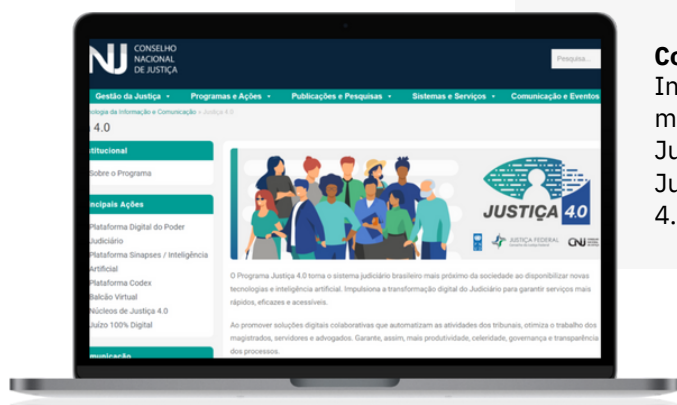 NJ CONSELHO
NACIONAL
DE JUSTIÇA
Pesquisa...
Gestão da Justiça
Programas e Ações
Publicações e Pesquisas
Sistemas e Serviços
Comunicação e Eventos
Informação e Comunicação › Justiça 4.0
4.0
Sobre o Programa
Ações
Plataforma Digital do Poder
Judiciário
Plataforma Sinapses / Inteligência
Artificial
Plataforma Codex
Balcão Virtual
Núcleos de Justiça 4.0
Juízo 100% Digital
JUSTIÇA 4.0
JUSTIÇA FEDERAL
CNJ
O Programa Justiça 4.0 torna o sistema judiciário brasileiro mais próximo da sociedade ao disponibilizar novas
tecnologias e inteligência artificial. Impulsiona a transformação digital do Judiciário para garantir serviços mais
rápidos, eficazes e acessíveis.
Ao promover soluções digitais colaborativas que automatizam as atividades dos tribunais, otimiza o trabalho dos
magistrados, servidores e advogados. Garante, assim, mais produtividade, celeridade, governança e transparência
dos processos.
Co
In
m
Ju
Ju
4.